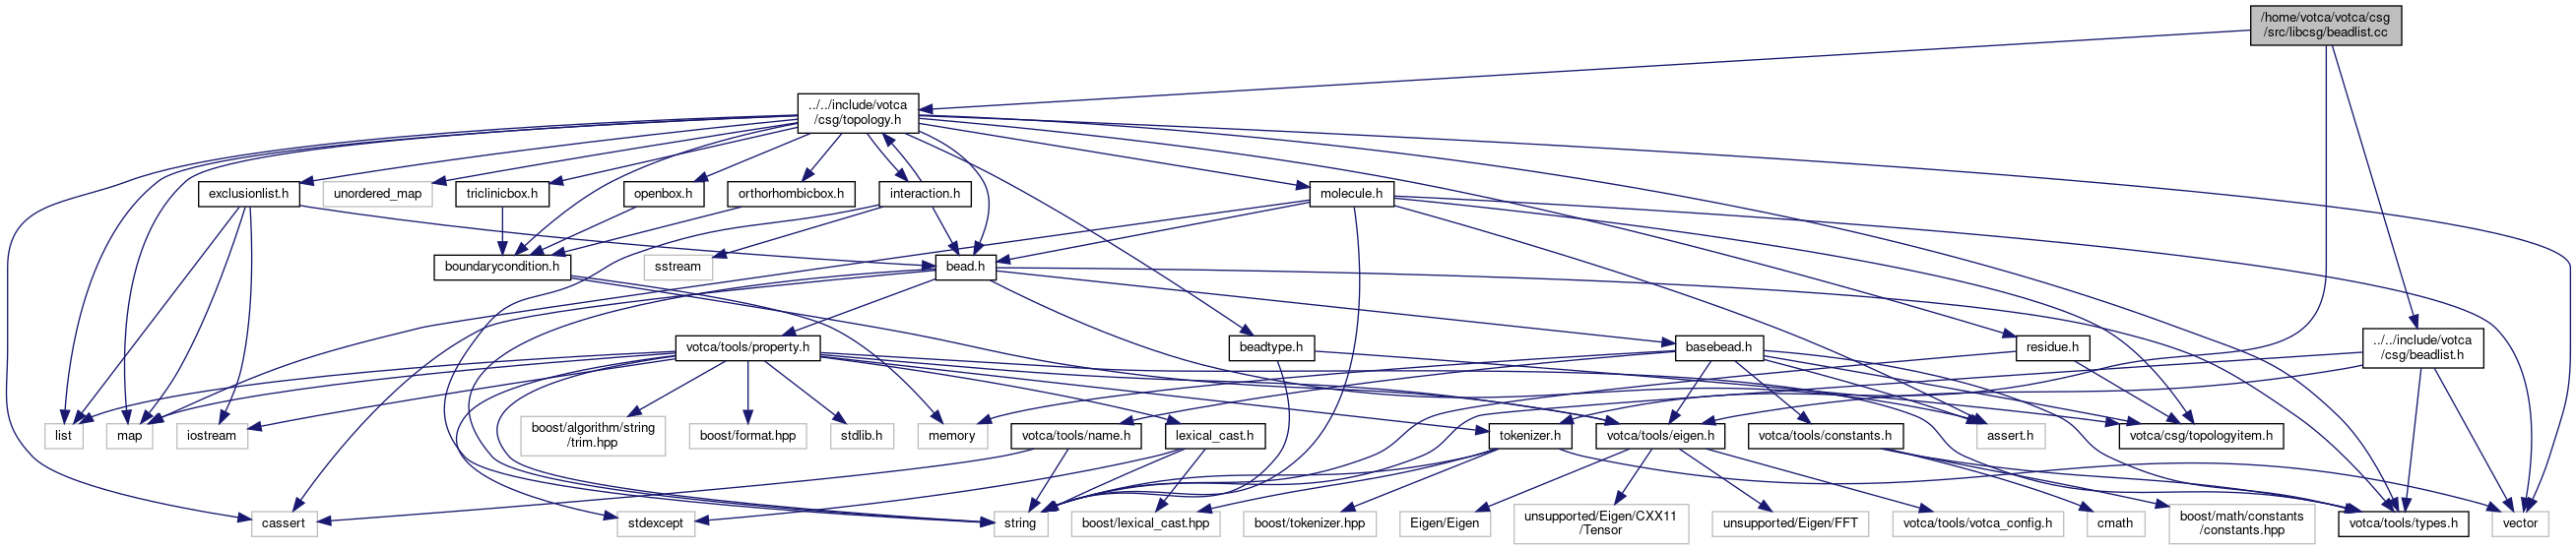 /home/votca/votca/csg
/src/libcsg/beadlist.cc
../../include/votca
/csg/topology.h
exclusionlist.h
unordered_map
triclinicbox.h
openbox.h
orthorhombicbox.h
interaction.h
molecule.h
boundarycondition.h
sstream
bead.h
votca/tools/property.h
beadtype.h
basebead.h
residue.h
../../include/votca
/csg/beadlist.h
list
map
iostream
boost/algorithm/string
/trim.hpp
boost/format.hpp
stdlib.h
memory
votca/tools/name.h
lexical_cast.h
tokenizer.h
votca/tools/eigen.h
votca/tools/constants.h
assert.h
votca/csg/topologyitem.h
cassert
stdexcept
string
boost/lexical_cast.hpp
boost/tokenizer.hpp
Eigen/Eigen
unsupported/Eigen/CXX11
/Tensor
unsupported/Eigen/FFT
votca/tools/votca_config.h
cmath
boost/math/constants
/constants.hpp
votca/tools/types.h
vector